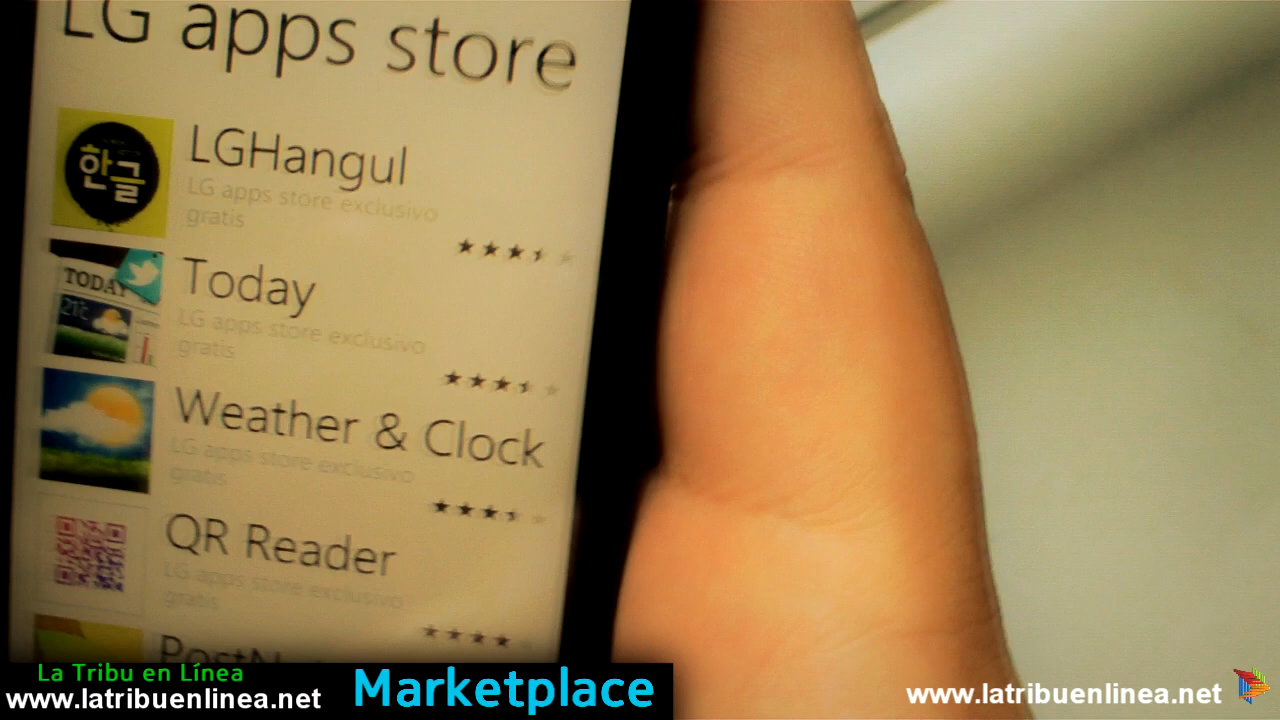 LG apps store
한글
LGHangul
LG apps store exclusivo
gratis
TODAY
21°c
Today
LG apps store exclusivo
gratis
Weather & Clock
LG apps store exclusivo
gratis
QR Reader
LG apps store exclusivo
gratis
La Tribu en Línea
www.latribuenlinea.net
Marketplace
www.latribuenlinea.net